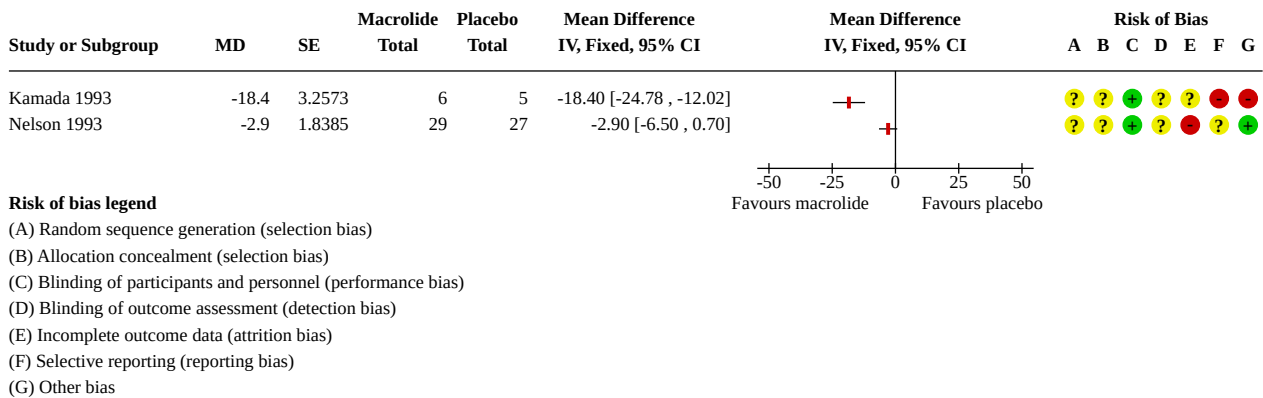 Macrolide Placebo Mean Difference Mean Difference Risk of Bias
Study or Subgroup MD SE Total Total IV, Fixed, 95% CI IV, Fixed, 95% CI A B C D E F G
Kamada 1993 -18.4 3.2573 6 5 -18.40 [-24.78 , -12.02] ? ? + ? ? - -
Nelson 1993 -2.9 1.8385 29 27 -2.90 [-6.50 , 0.70] ? ? + ? - ? +
-50 -25 0 25 50
Favours macrolide Favours placebo
Risk of bias legend
(A) Random sequence generation (selection bias)
(B) Allocation concealment (selection bias)
(C) Blinding of participants and personnel (performance bias)
(D) Blinding of outcome assessment (detection bias)
(E) Incomplete outcome data (attrition bias)
(F) Selective reporting (reporting bias)
(G) Other bias